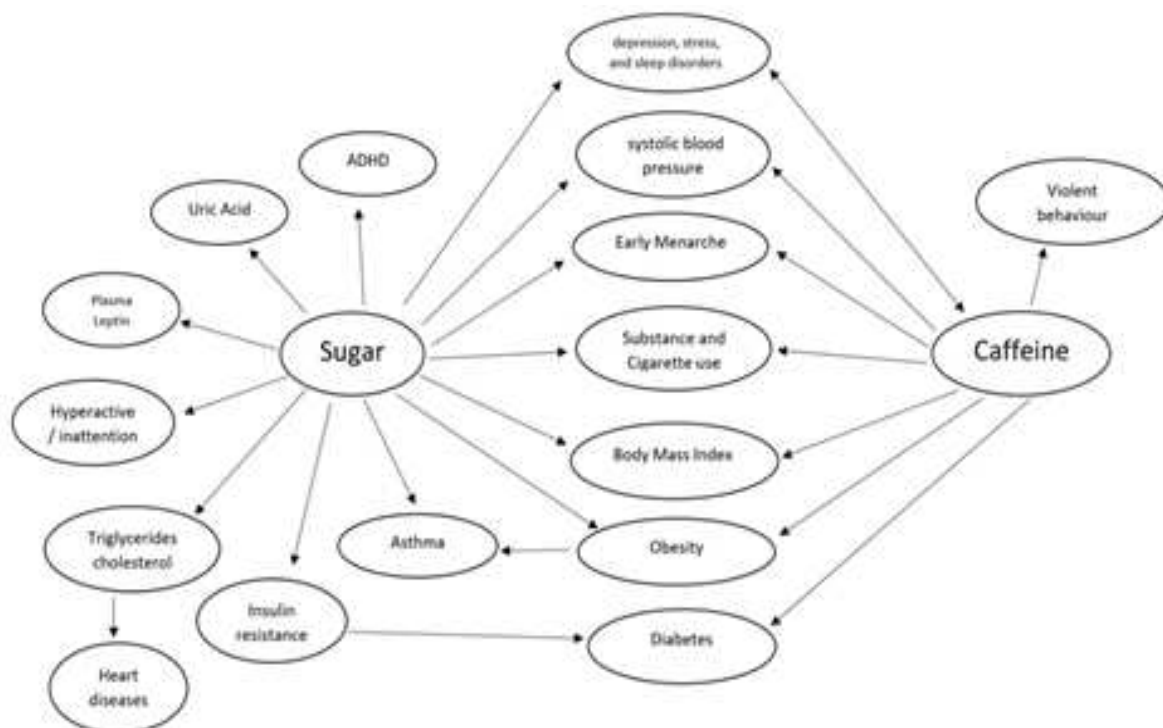 depression, stress,
and sleep disorders
systolic blood
pressure
ADHD
Violent
behaviour
Uric Acid
Early Menarche
Plasma
Leptin
Sugar
Substance and
Cigarette use
Caffeine
Hyperactive
/ inattention
Body Mass Index
Triglycerides
cholesterol
Asthma
Obesity
Insulin
resistance
Diabetes
Heart
diseases